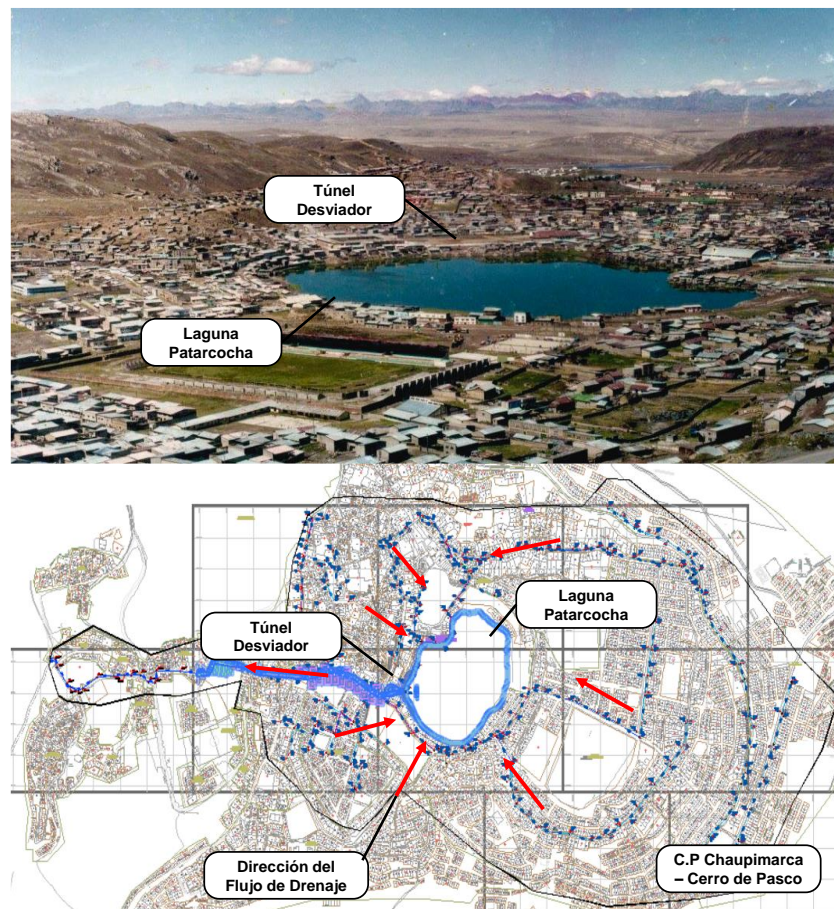 Túnel
Desviador
Laguna
Patarcocha
Laguna
Patarcocha
Túnel
Desviador
Dirección del
Flujo de Drenaje
C.P Chaupimarca
– Cerro de Pasco